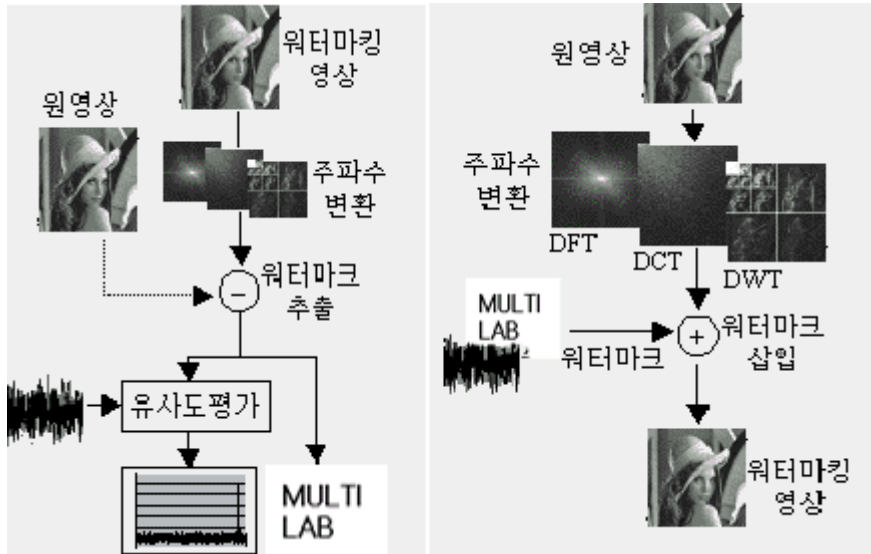 워터마킹
영상
원영상
주파수
변환
워터마크
추출
유사도평가
MULTI
LAB
원영상
주파수
변환
DFT
DCT
DWT
MULTI
LAB
워터마크
워터마크
삽입
워터마킹
영상